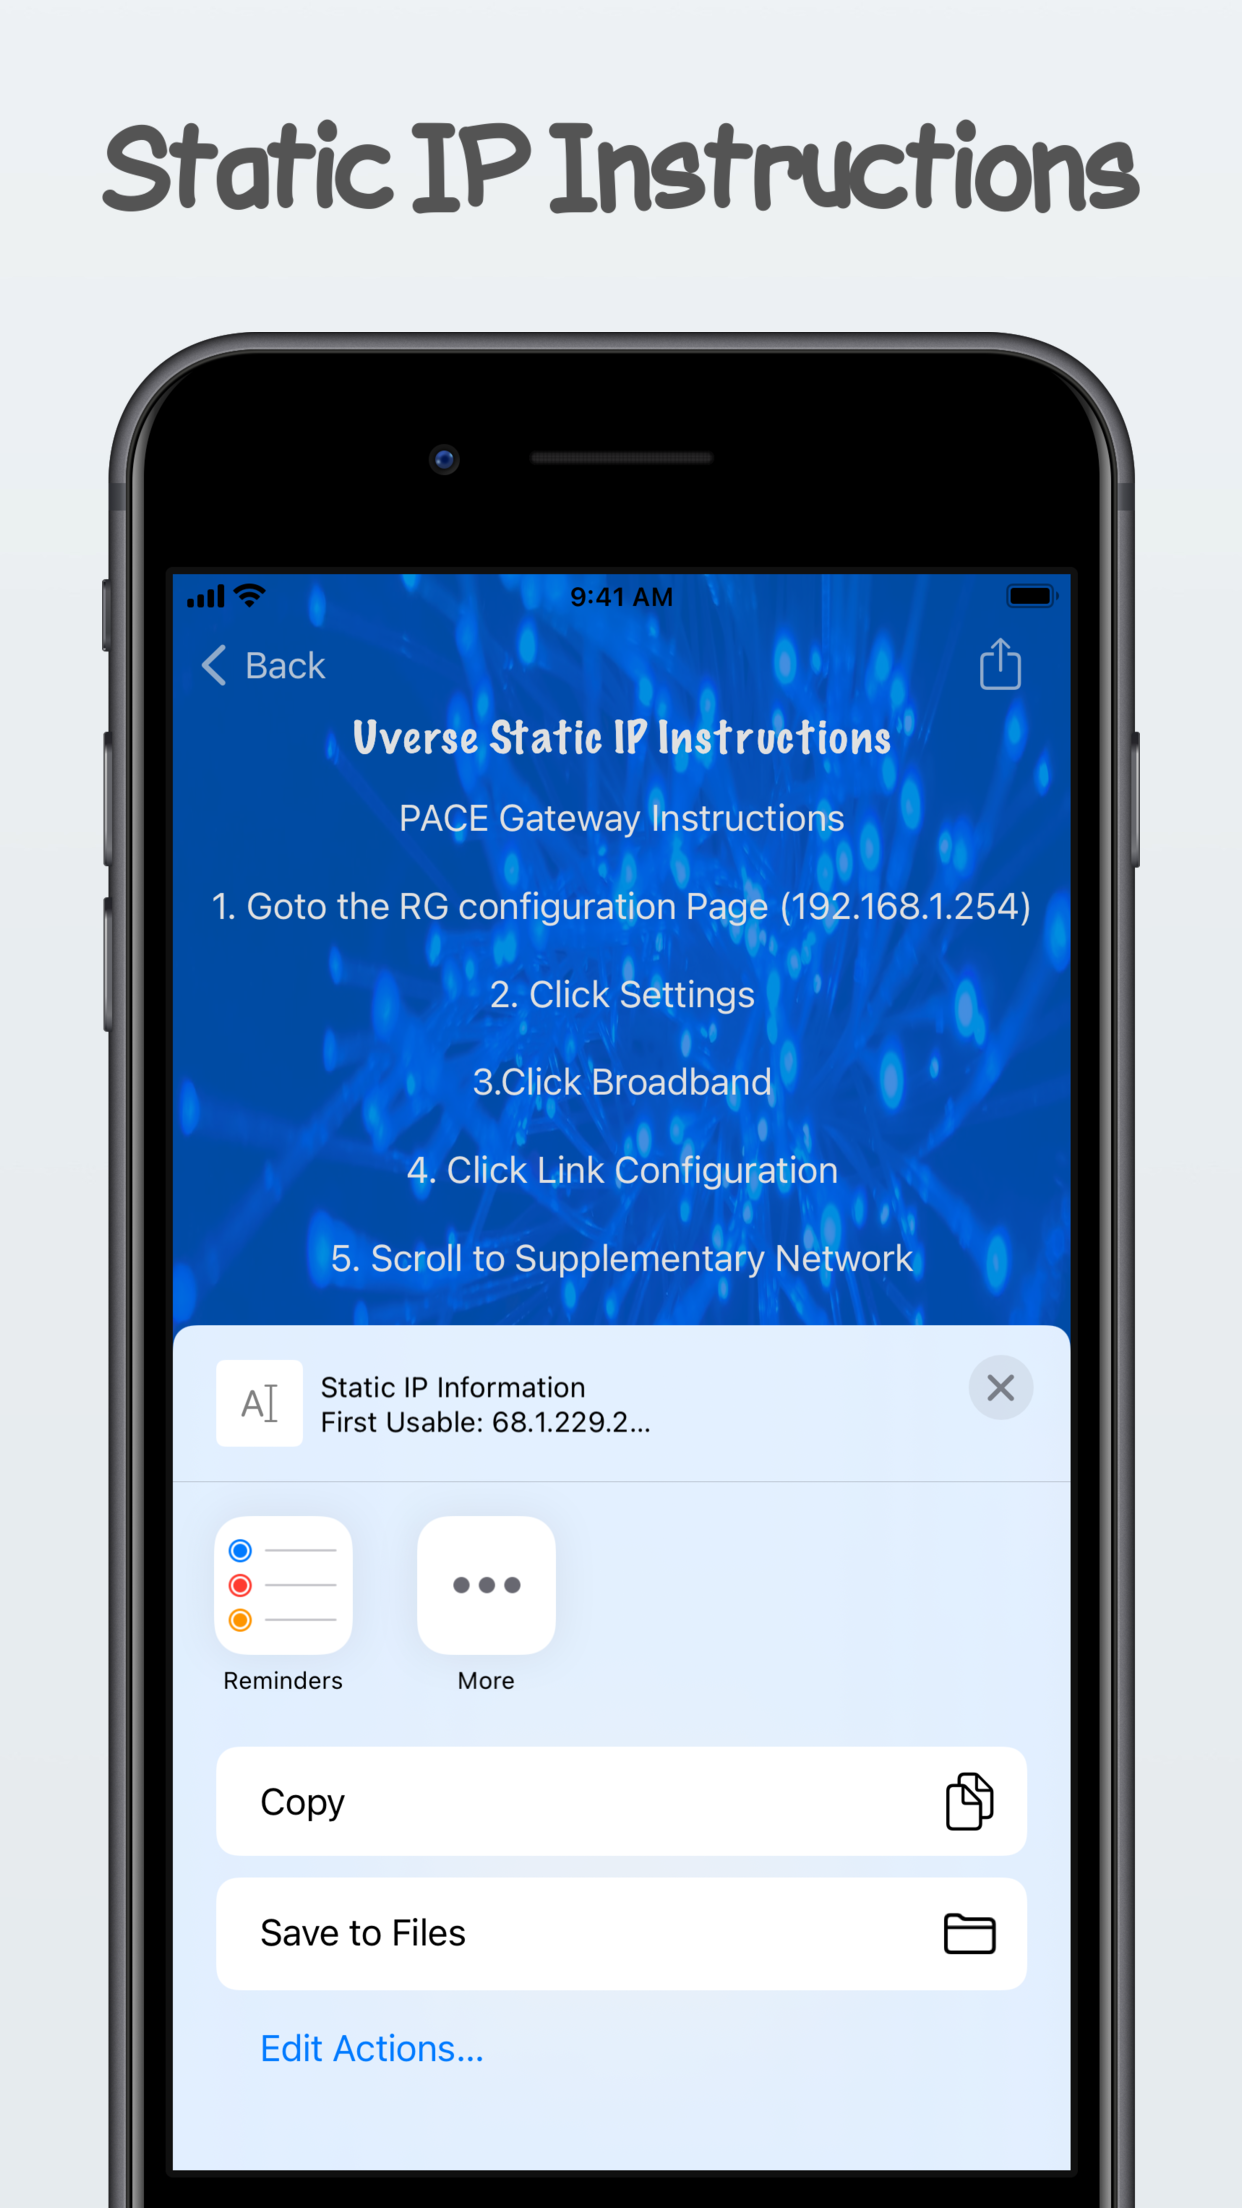 Static IP Instructions
9:41 AM
Back
Uverse Static IP Instructions
PACE Gateway Instructions
1. Goto the RG configuration Page (192.168.1.254)
2. Click Settings
3.Click Broadband
4. Click Link Configuration
5. Scroll to Supplementary Network
Static IP Information
First Usable: 68.1.229.2...
Reminders
More
Copy
Save to Files
Edit Actions...